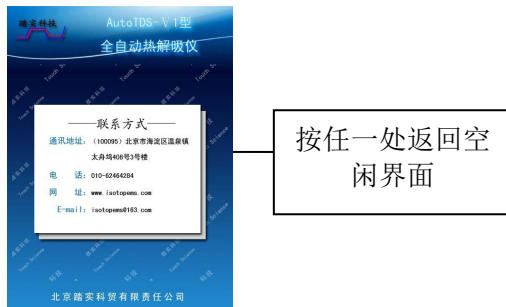 踏实科技
AutoTDS-Ⅴ1型
全自动热解吸仪
——联系方式——
通讯地址：（100095）北京市海淀区温泉镇
太舟坞408号3号楼
电 话：010-62464284
网 址：www.isotopems.com
E-mail：isotopems@163.com
北京踏实科贸有限责任公司
按任一处返回空
闲界面